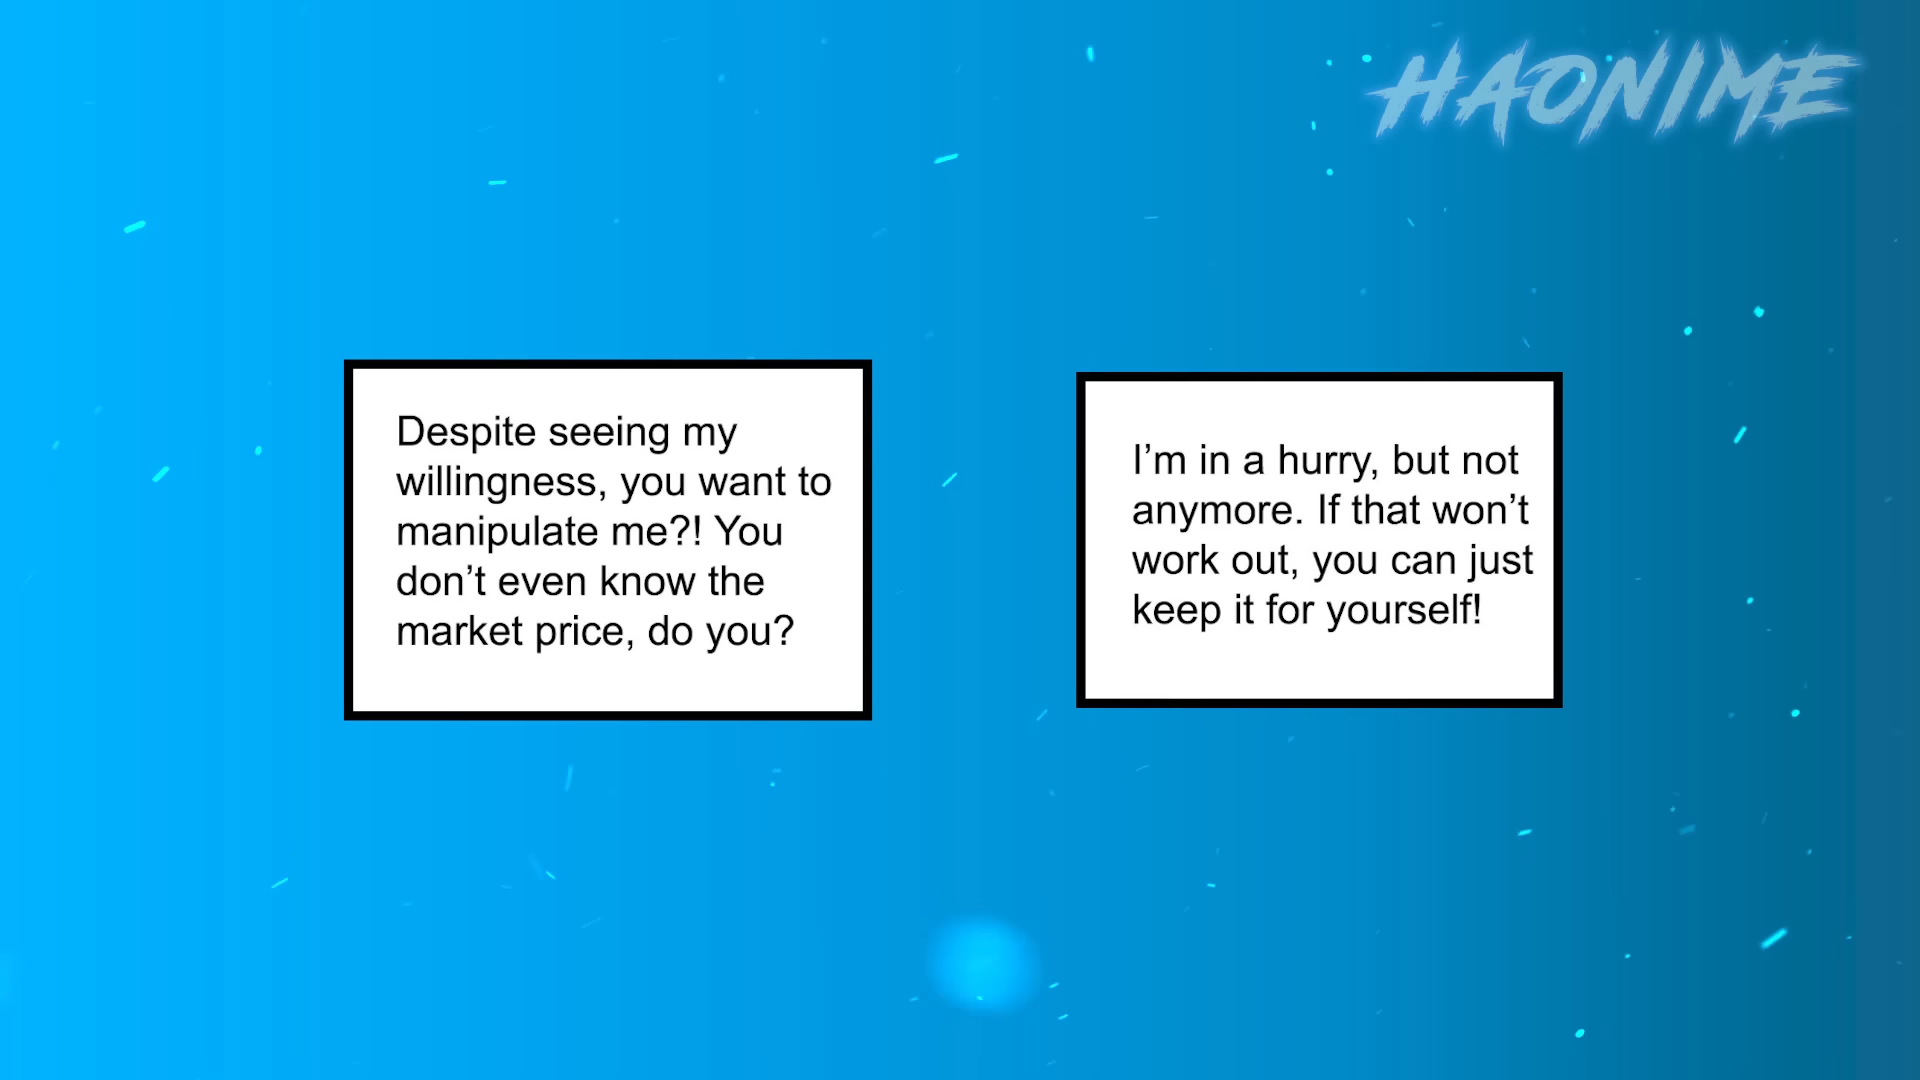 HAONIME
Despite seeing my
willingness, you want to
manipulate me?! You
don’t even know the
market price, do you?
I’m in a hurry, but not
anymore. If that won’t
work out, you can just
keep it for yourself!